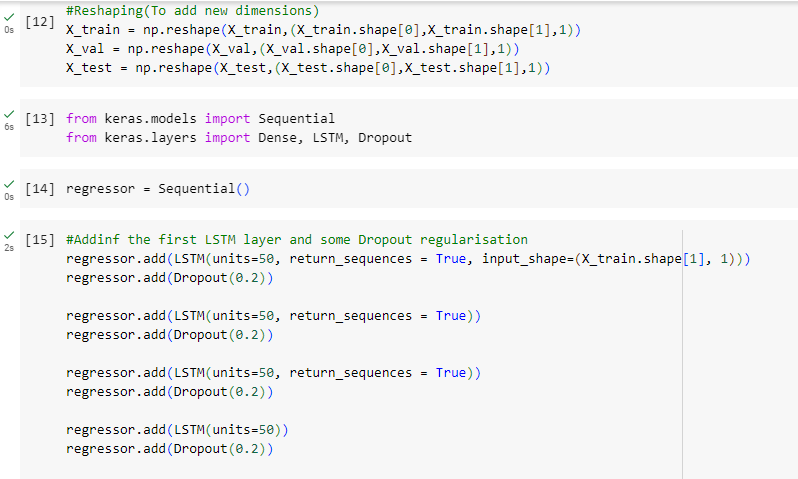 #Reshaping(To add new dimensions)
[12] X_train = np.reshape(X_train,(X_train.shape[0],X_train.shape[1],1))
0s
X_val = np.reshape(X_val,(X_val.shape[0],X_val.shape[1],1))
X_test = np.reshape(X_test,(X_test.shape[0],X_test.shape[1],1))
[13] from keras.models import Sequential
6s
from keras.layers import Dense, LSTM, Dropout
[14] regressor = Sequential()
0s
[15] #Addinf the first LSTM layer and some Dropout regularisation
2s
regressor.add(LSTM(units=50, return_sequences = True, input_shape=(X_train.shape[1], 1)))
regressor.add(Dropout(0.2))
regressor.add(LSTM(units=50, return_sequences = True))
regressor.add(Dropout(0.2))
regressor.add(LSTM(units=50, return_sequences = True))
regressor.add(Dropout(0.2))
regressor.add(LSTM(units=50))
regressor.add(Dropout(0.2))